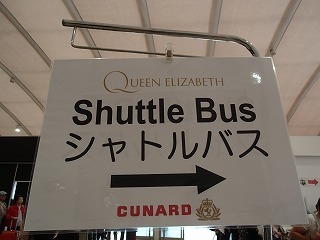 QUEEN ELIZABETH
Shuttle Bus
シャトルバス
CUNARD